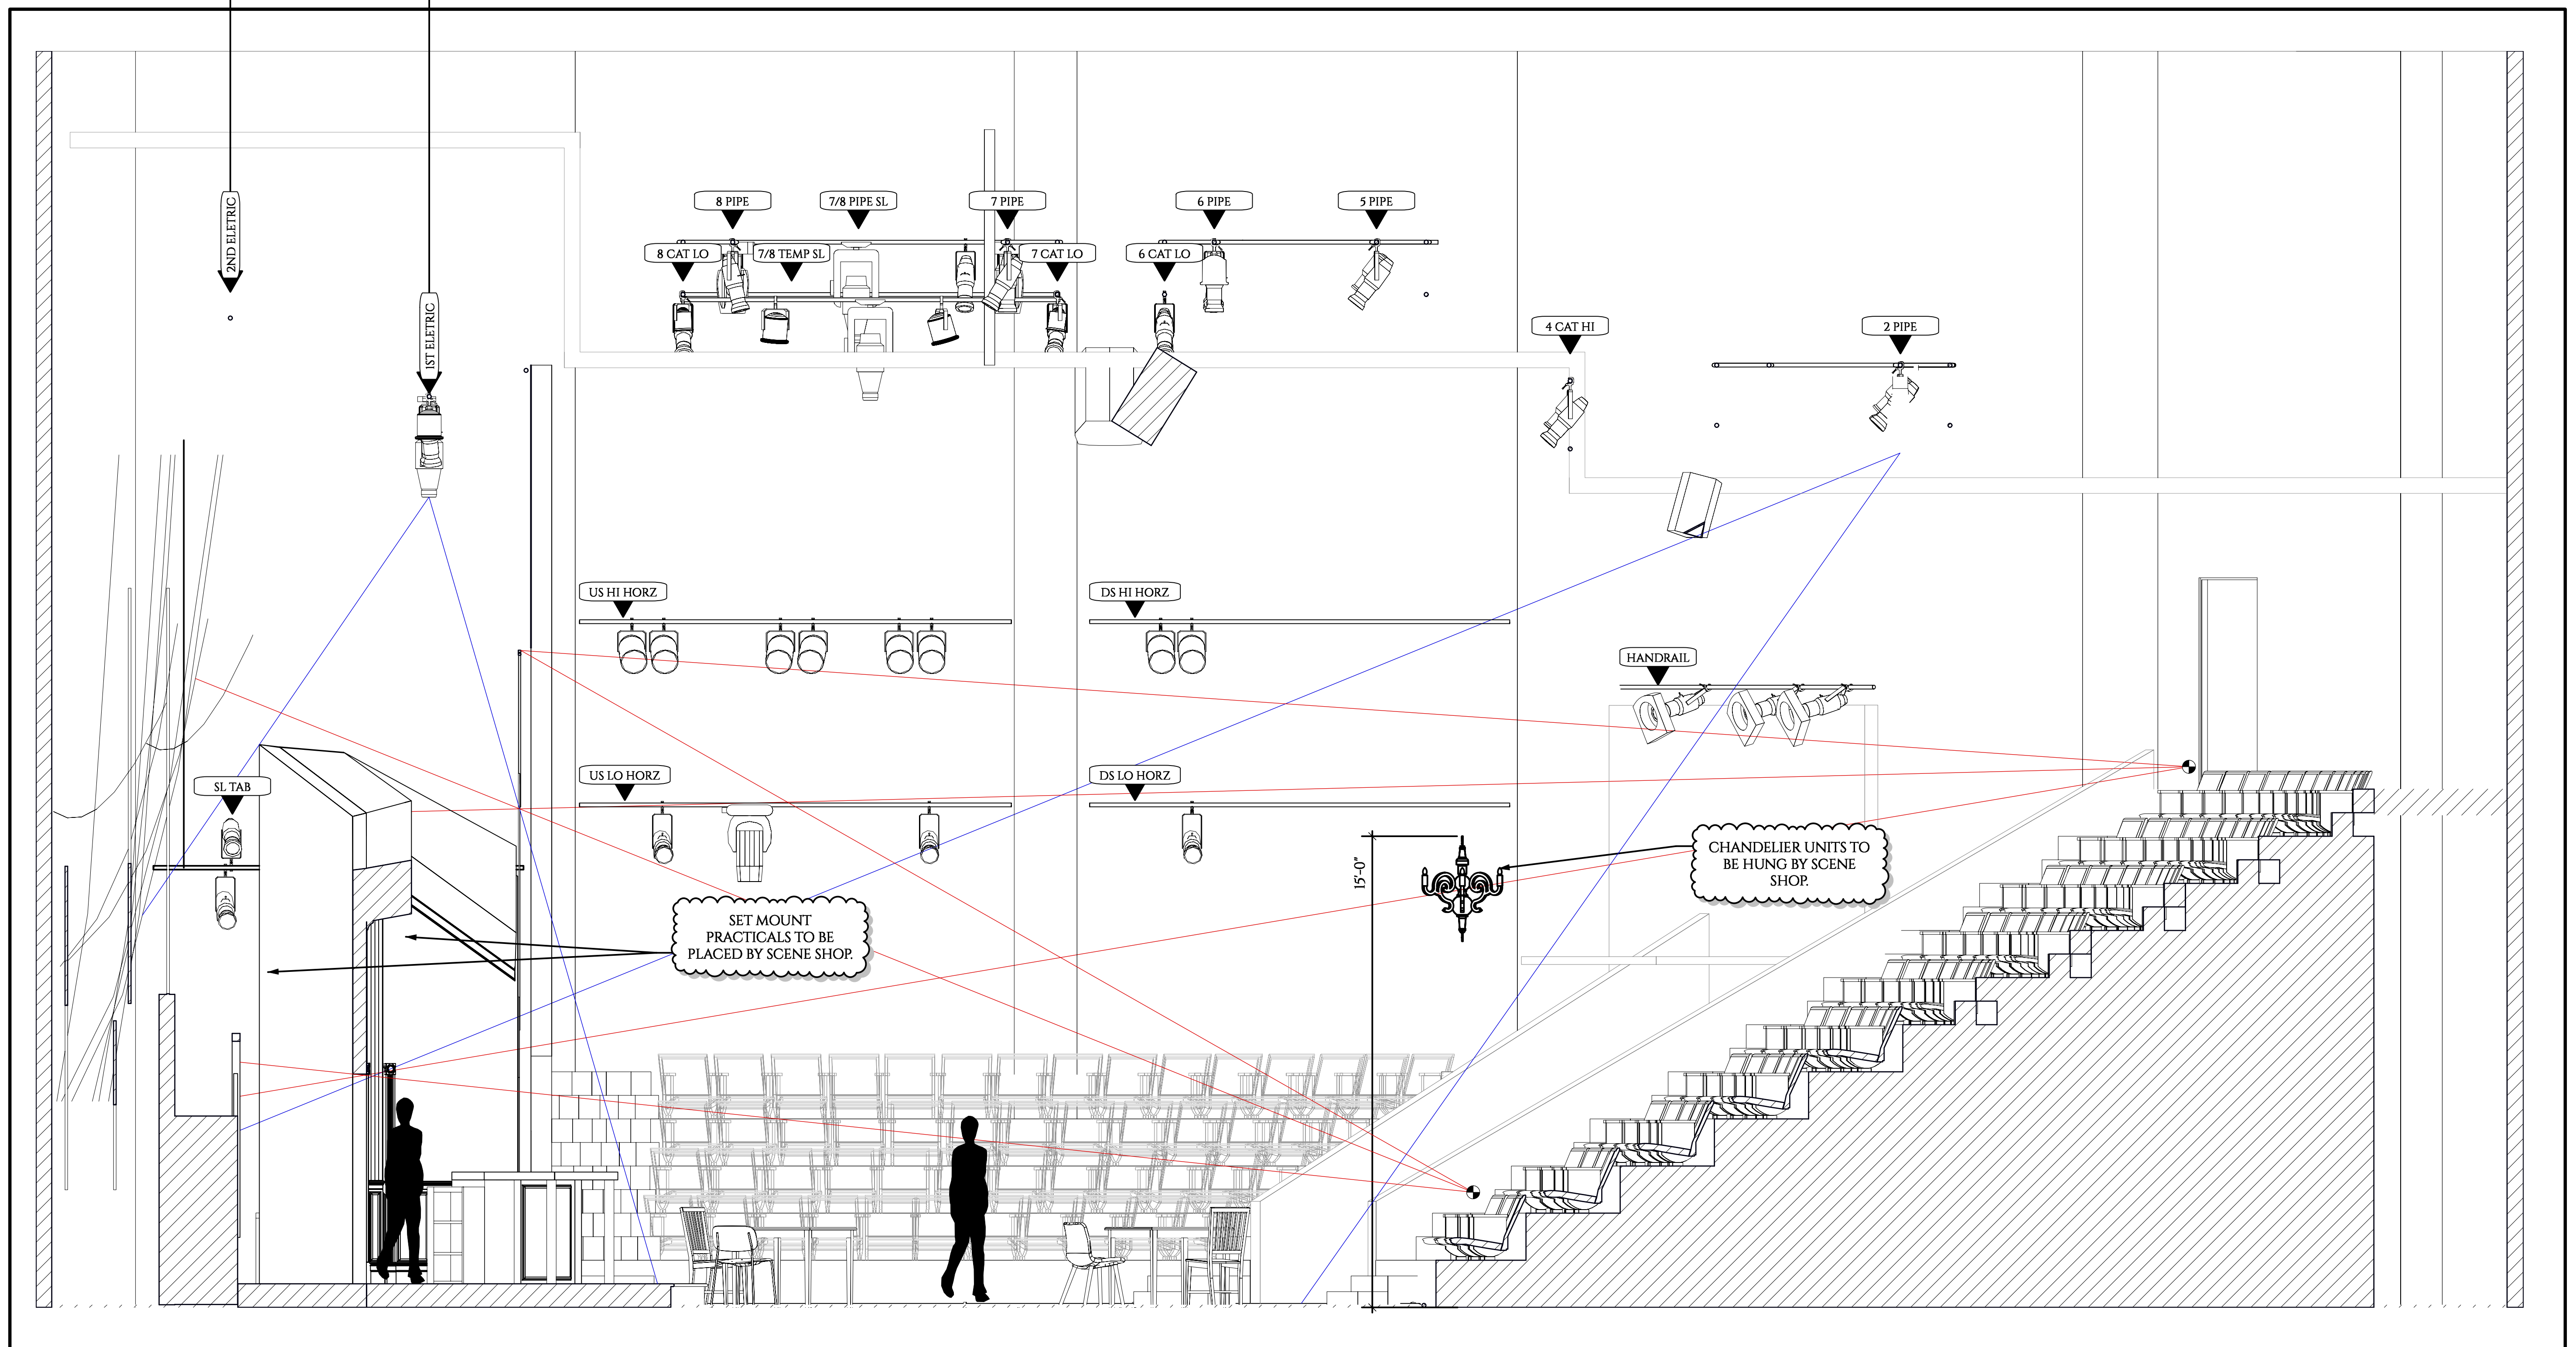 2ND ELETRIC
1ST ELETRIC
8 PIPE
7/8 PIPE SL
7 PIPE
6 PIPE
5 PIPE
8 CAT LO
7/8 TEMP SL
7 CAT LO
6 CAT LO
4 CAT HI
2 PIPE
US HI HORZ
DS HI HORZ
HANDRAIL
US LO HORZ
DS LO HORZ
SL TAB
15'-0"
CHANDELIER UNITS TO
BE HUNG BY SCENE
SHOP.
SET MOUNT
PRACTICALS TO BE
PLACED BY SCENE SHOP.